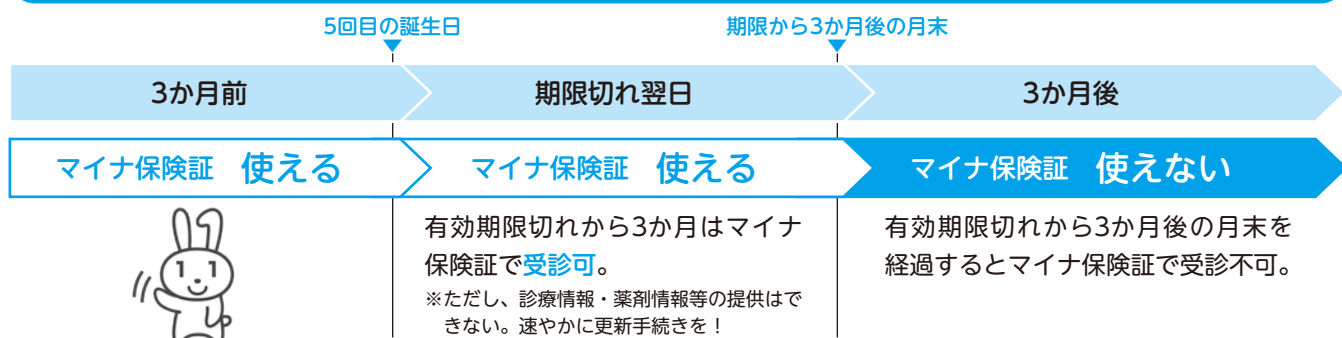 5回目の誕生日
期限から3か月後の月末
3か月前
期限切れ翌日
3か月後
マイナ保険証 使える
マイナ保険証 使える
マイナ保険証 使えない
有効期限切れから3か月はマイナ
保険証で受診可。
※ただし、診療情報・薬剤情報等の提供はで
きない。速やかに更新手続きを！
有効期限切れから3か月後の月末を
経過するとマイナ保険証で受診不可。